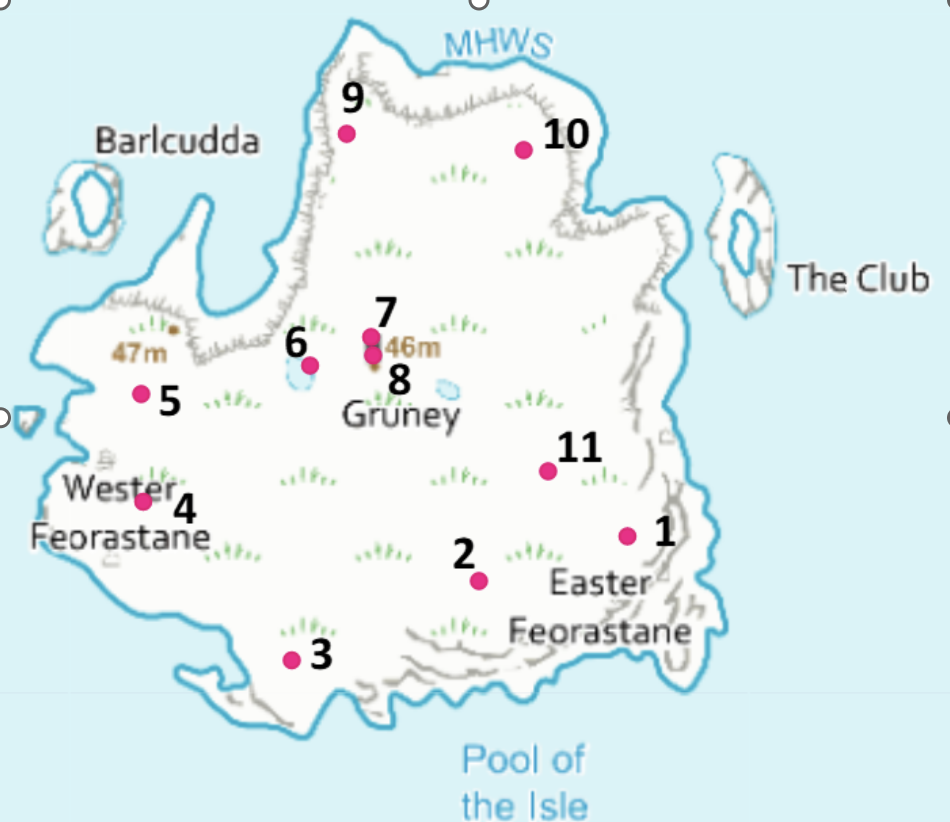 MHWS
9
10
Barlcudda
The Club
7
6
46m
47m
8
5
Gruney
11
Wester
4
Feorastane
1
2
Easter
Feorastane
3
Pool of
the Isle